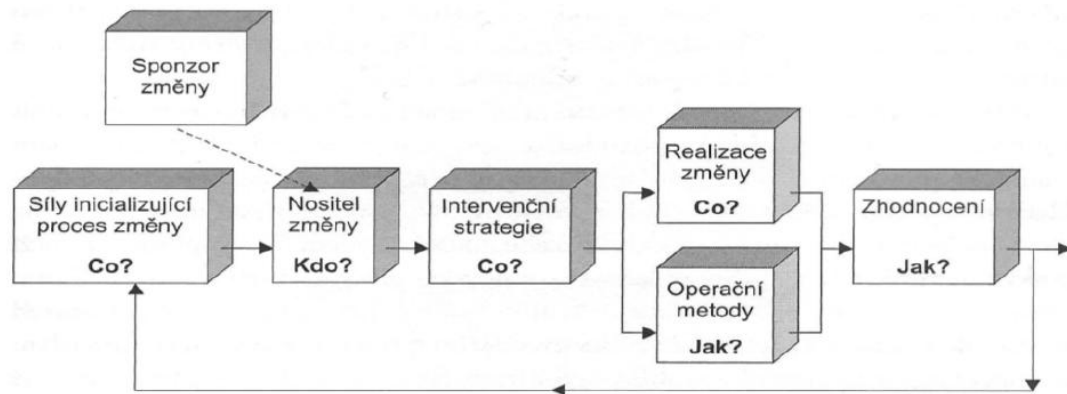 Sponzor
změny
Síly inicializující
proces změny
Co?
Nositel
změny
Kdo?
Intervenční
strategie
Co?
Realizace
změny
Co?
Operační
metody
Jak?
Zhodnocení
Jak?